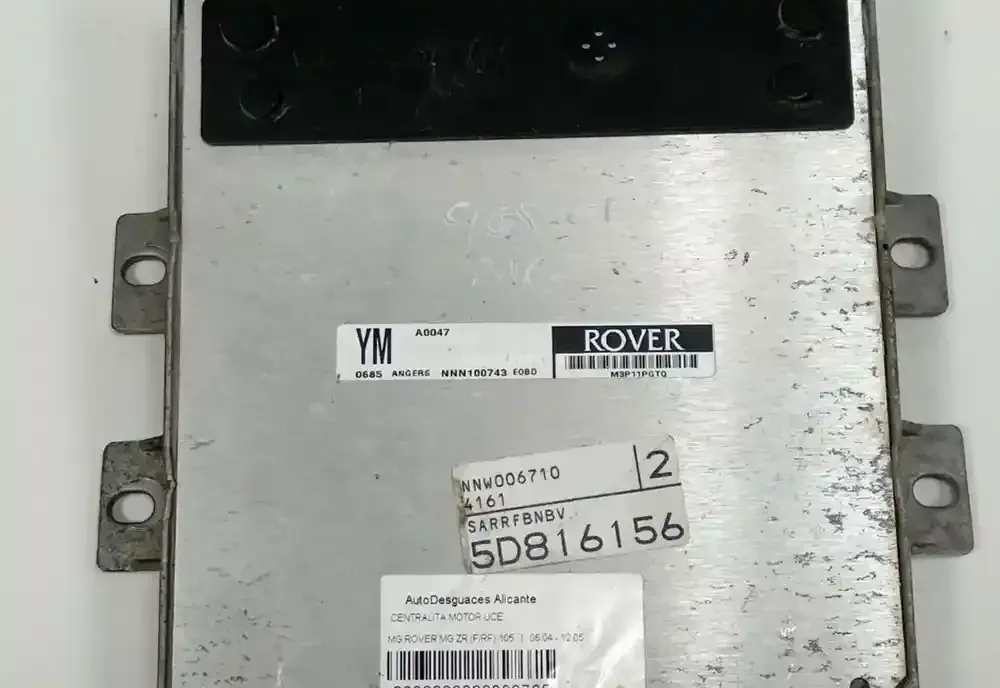 YM A0047
0685 ANGERS NNN100743 EOBD
ROVER
M3P11PGTQ
NNW006710 2
4161
SARRFBNBV
5D816156
AutoDesguaces Alicante
CENTRALITA MOTOR UCE
MG ROVER MG ZR (F/RF) 105 | 06.04 - 12.05